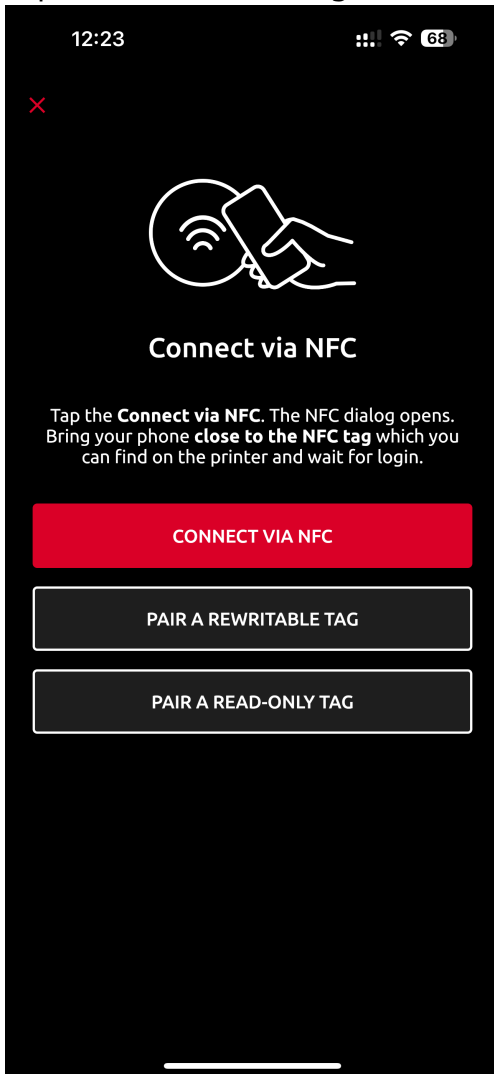 12:23
68
Connect via NFC
Tap the Connect via NFC. The NFC dialog opens.
Bring your phone close to the NFC tag which you
can find on the printer and wait for login.
CONNECT VIA NFC
PAIR A REWRITABLE TAG
PAIR A READ-ONLY TAG